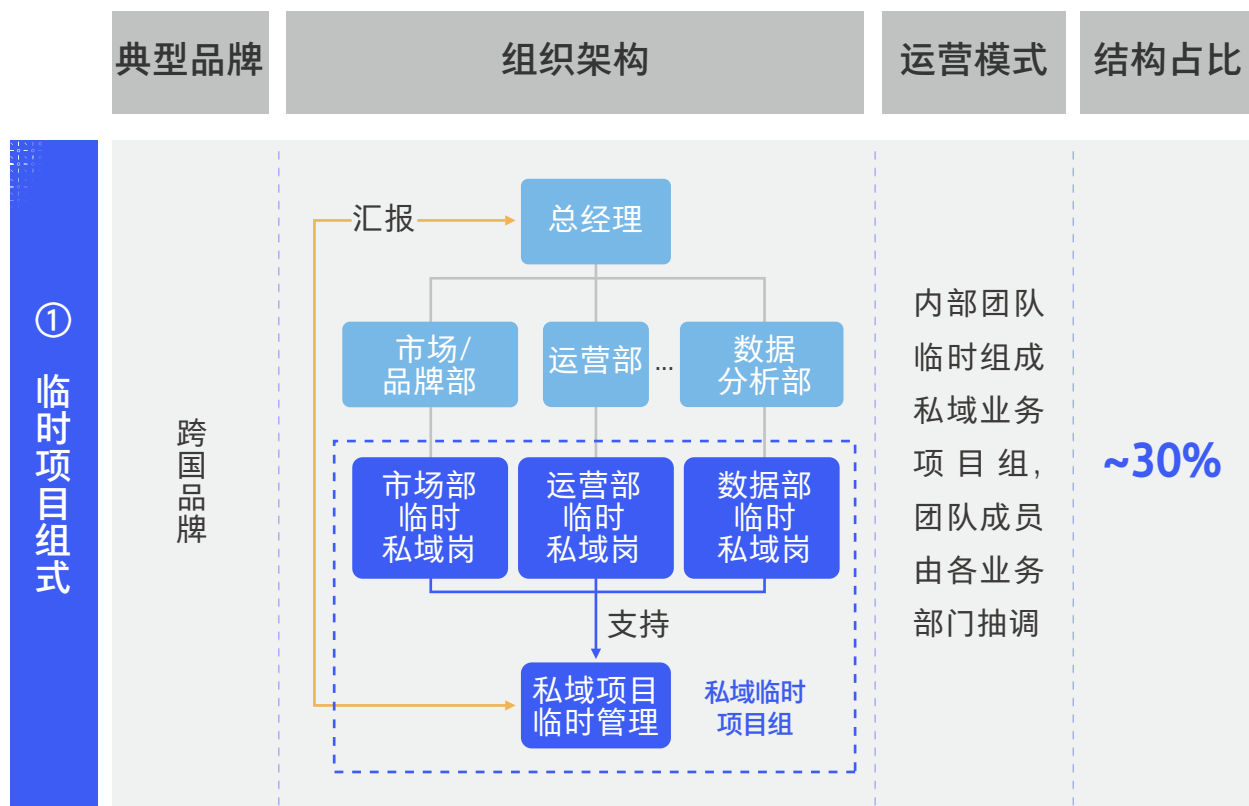 典型品牌
组织架构
运营模式
结构占比
① 临时项目组式
跨国品牌
汇报
总经理
市场/
品牌部
运营部
...
数据
分析部
市场部
临时
私域岗
运营部
临时
私域岗
数据部
临时
私域岗
支持
私域项目
临时管理
私域临时
项目组
内部团队
临时组成
私域业务
项目组,
团队成员
由各业务
部门抽调
~30%